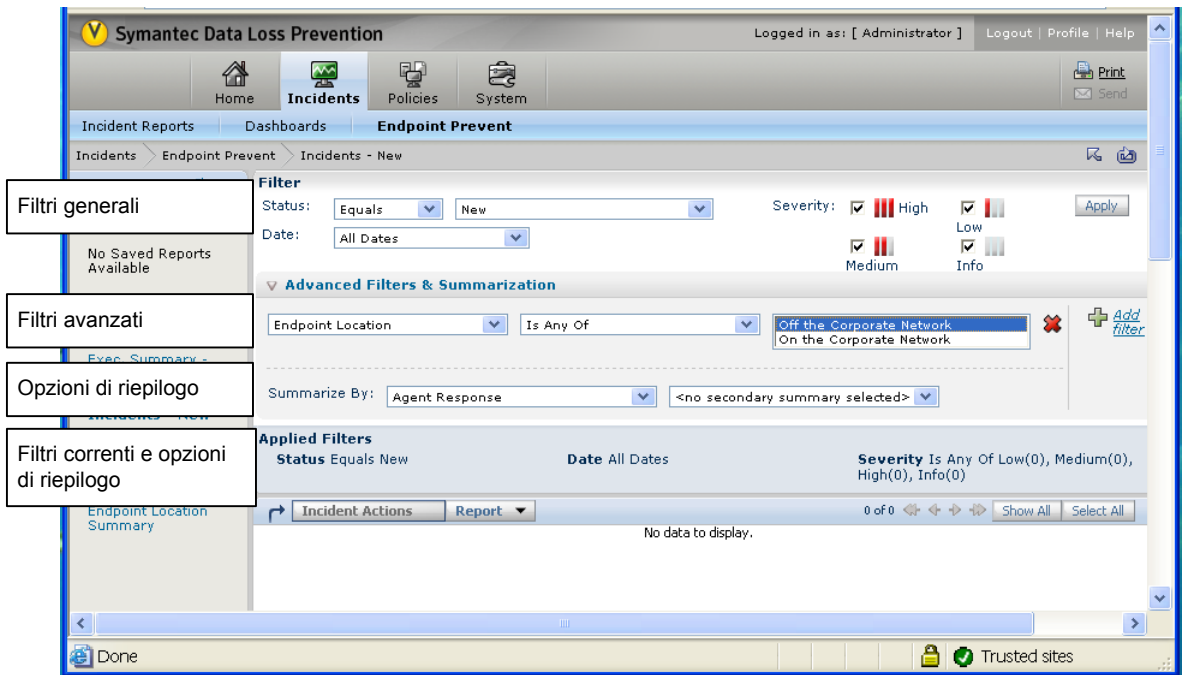 Symantec Data Loss Prevention
Logged in as: [ Administrator ]
Logout | Profile | Help
Home
Incidents
Policies
System
Print
Send
Incident Reports
Dashboards
Endpoint Prevent
Incidents
Endpoint Prevent
Incidents - New
Filtri generali
No Saved Reports
Available
Filtri avanzati
Exec. Summary -
Opzioni di riepilogo
Incidents - New
Filtri correnti e opzioni
di riepilogo
Endpoint Location
Summary
Filter
Status:
Equals
New
Severity:
High
Low
Medium
Info
Apply
Date:
All Dates
Advanced Filters & Summarization
Endpoint Location
Is Any Of
Off the Corporate Network
On the Corporate Network
Add
filter
Summarize By:
Agent Response
<no secondary summary selected>
Applied Filters
Status Equals New
Date All Dates
Severity Is Any Of Low(0), Medium(0),
High(0), Info(0)
Incident Actions
Report
0 of 0
Show All
Select All
No data to display.
Done
Trusted sites